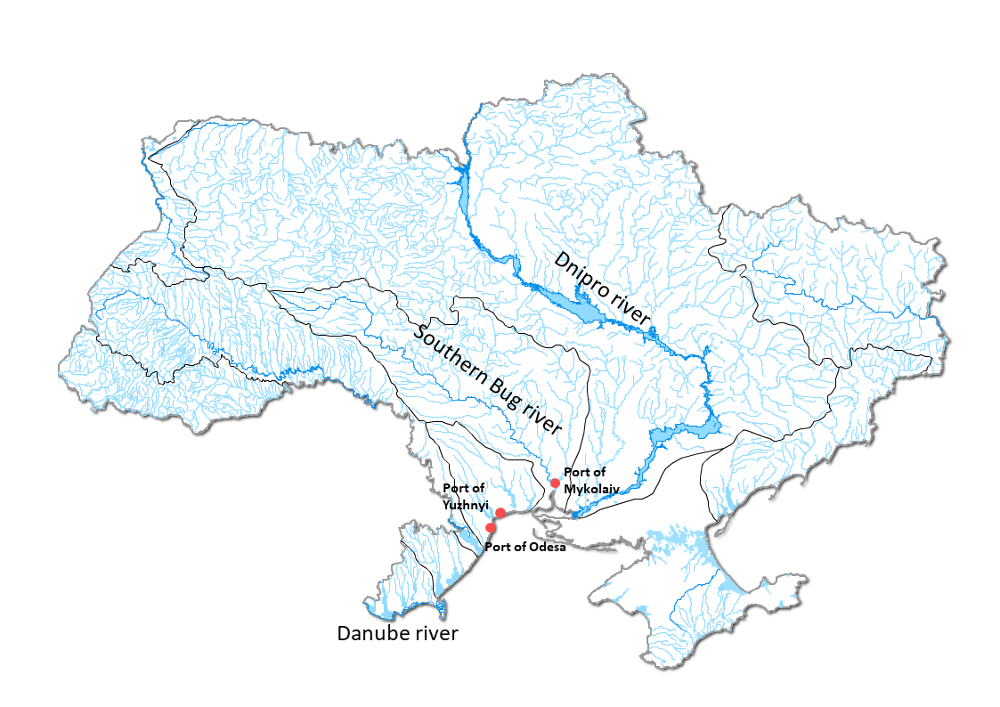 Dnipro river
Southern Bug river
Port of
Mykolaiv
Port of
Yuzhnyi
Port of Odesa
Danube river